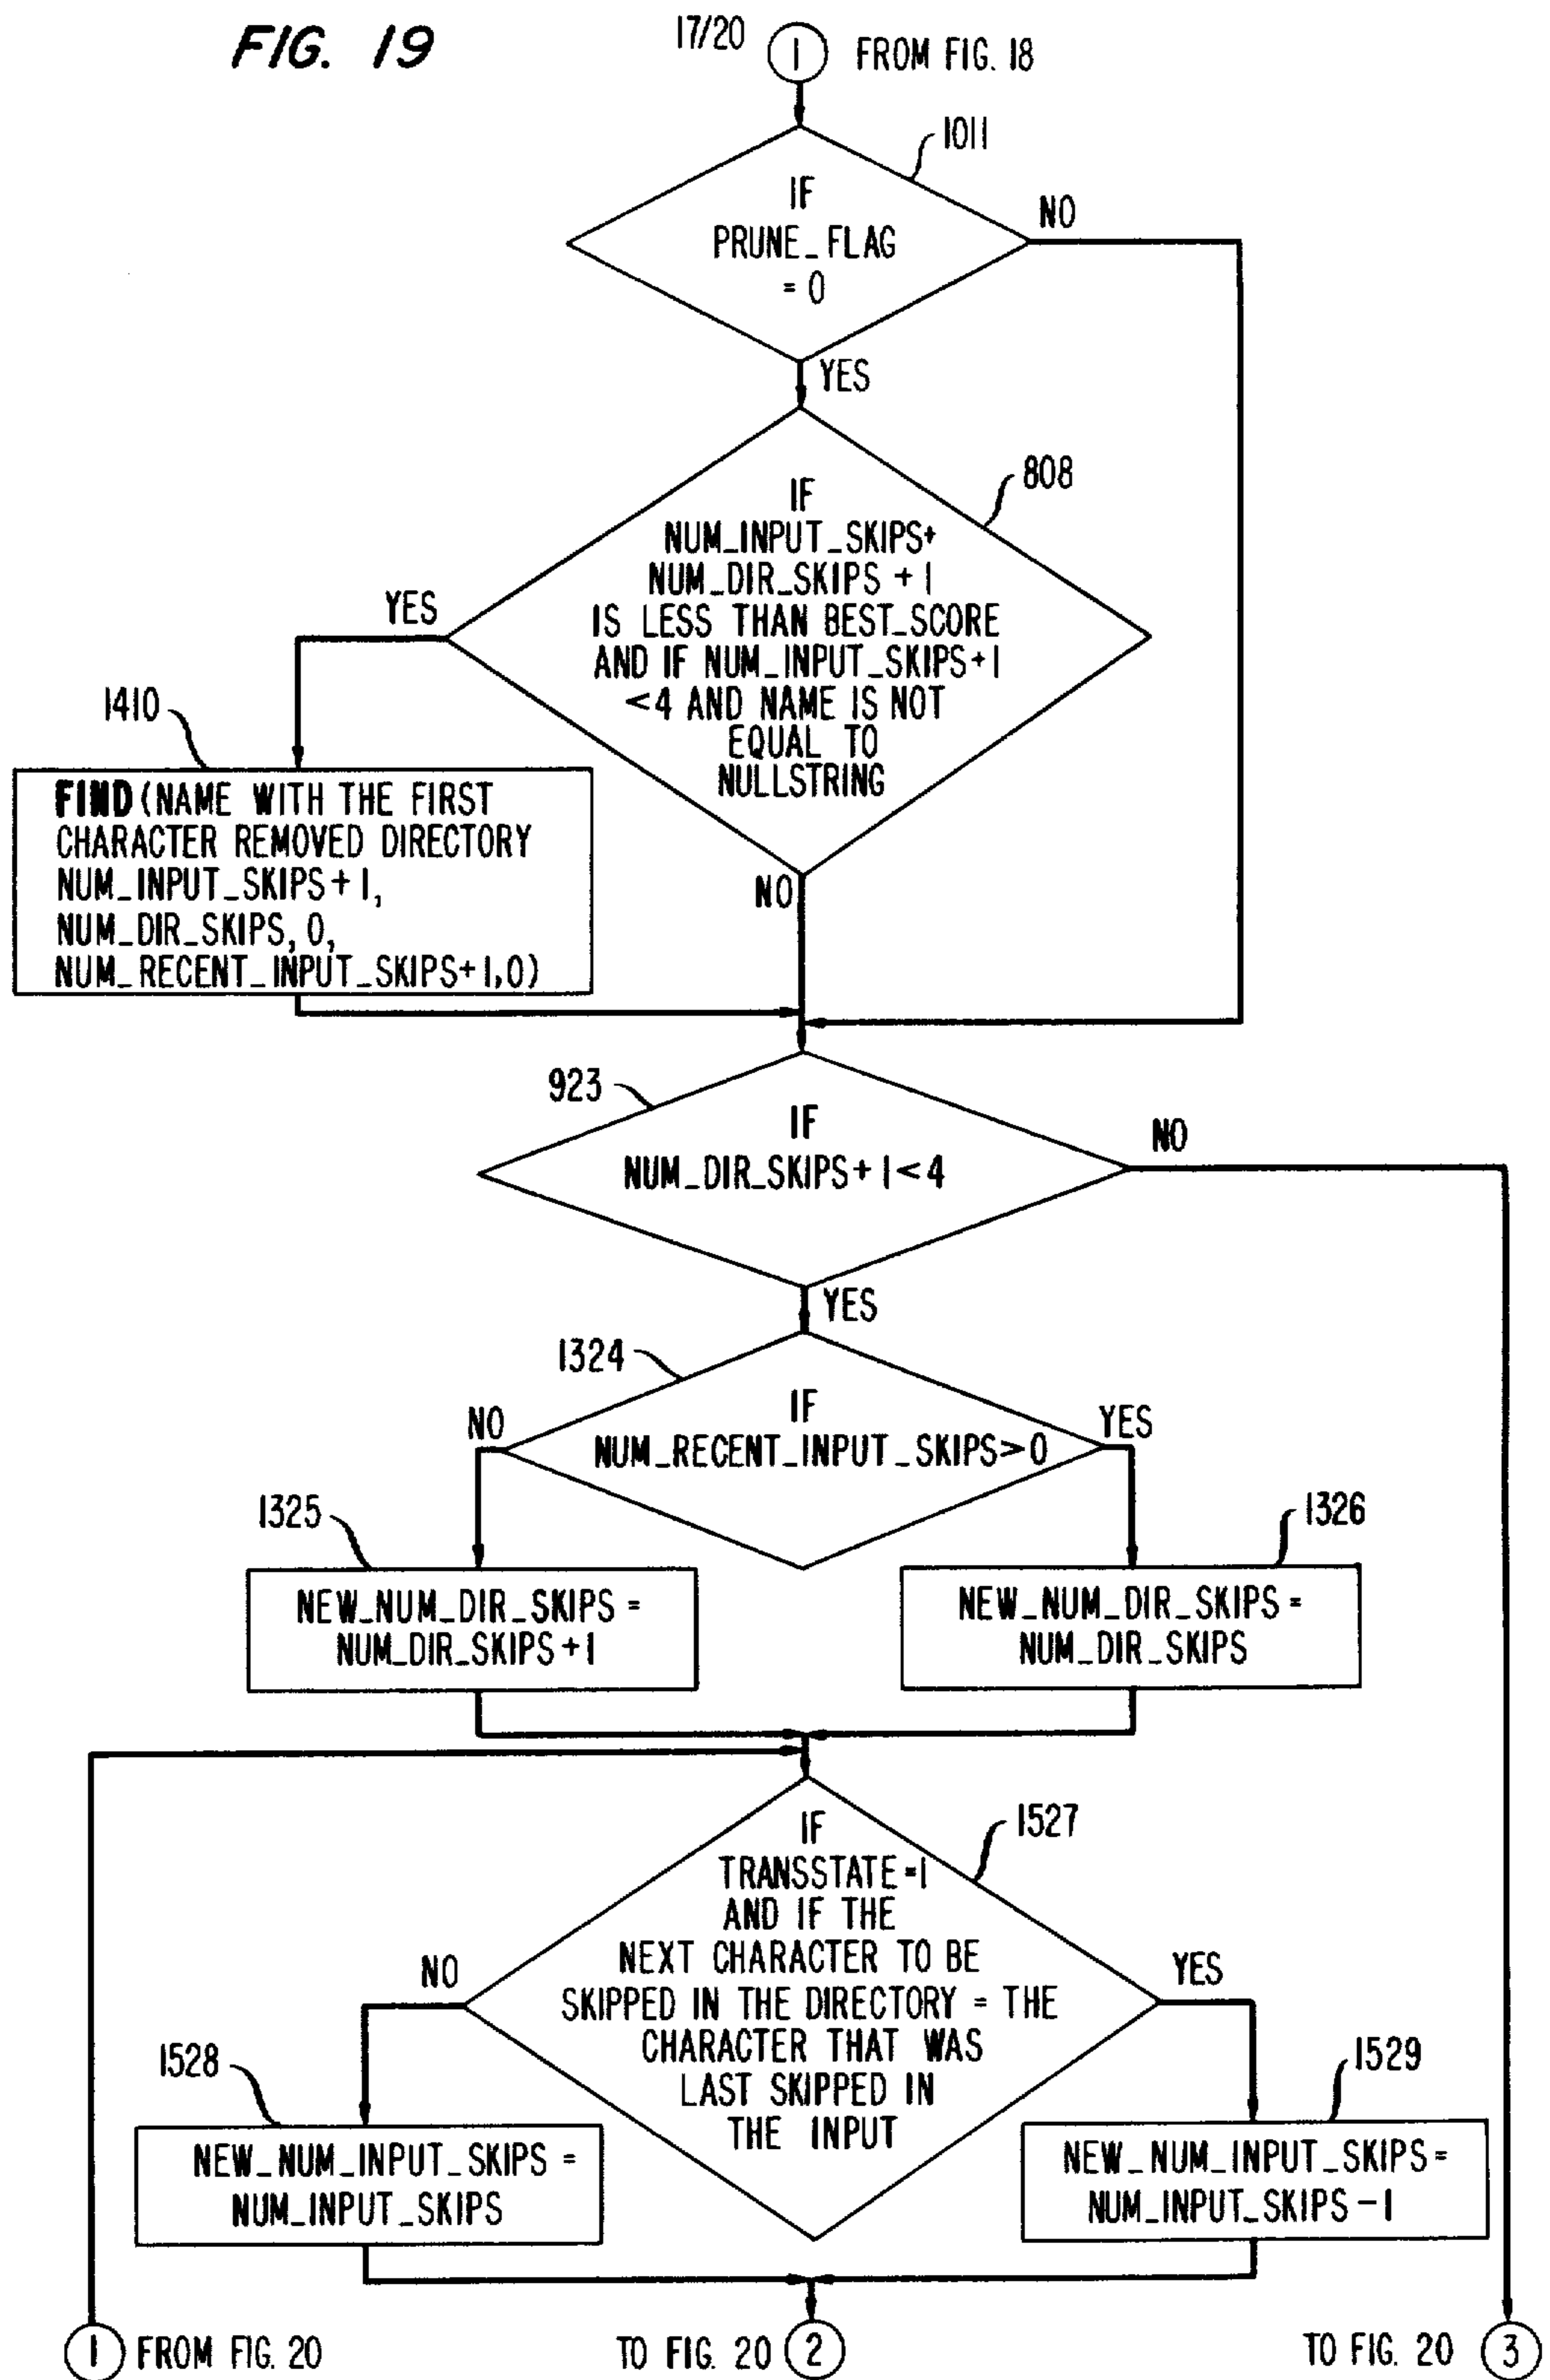 FIG. 19
17/20
1 FROM FIG. 18
1011
IF
PRUNE_FLAG
= 0
NO
YES
808
IF
NUM_INPUT_SKIPS+
NUM_DIR_SKIPS + 1
IS LESS THAN BEST_SCORE
AND IF NUM_INPUT_SKIPS+1
<4 AND NAME IS NOT
EQUAL TO
NULLSTRING
YES
NO
1410
FIND (NAME WITH THE FIRST
CHARACTER REMOVED DIRECTORY
NUM_INPUT_SKIPS+1,
NUM_DIR_SKIPS, 0,
NUM_RECENT_INPUT_SKIPS+1,0)
923
IF
NUM_DIR_SKIPS+1<4
NO
YES
1324
IF
NUM_RECENT_INPUT_SKIPS>0
NO
YES
1325
NEW_NUM_DIR_SKIPS =
NUM_DIR_SKIPS+1
1326
NEW_NUM_DIR_SKIPS =
NUM_DIR_SKIPS
1527
IF
TRANSSTATE=1
AND IF THE
NEXT CHARACTER TO BE
SKIPPED IN THE DIRECTORY = THE
CHARACTER THAT WAS
LAST SKIPPED IN
THE INPUT
NO
YES
1528
NEW_NUM_INPUT_SKIPS =
NUM_INPUT_SKIPS
1529
NEW_NUM_INPUT_SKIPS =
NUM_INPUT_SKIPS-1
1 FROM FIG. 20
TO FIG. 20 2
TO FIG. 20 3